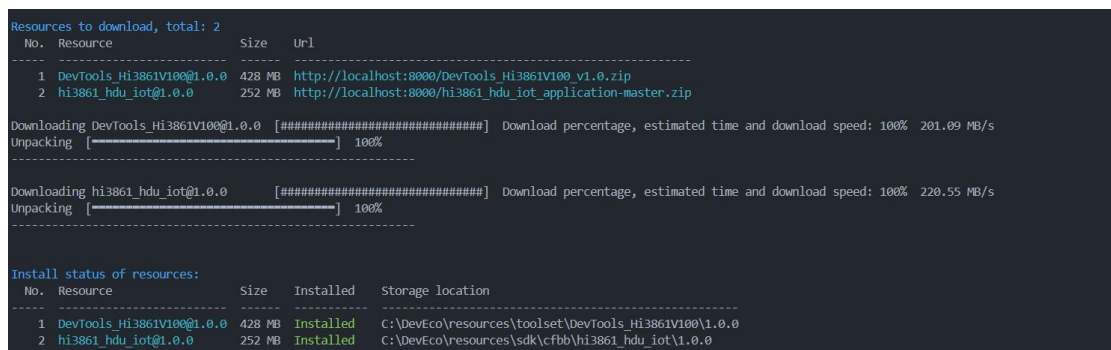 Resources to download, total: 2
No. Resource Size Url
----- ------------------------- ------ -----------------------------------------------------------
1 DevTools_Hi3861V100@1.0.0 428 MB http://localhost:8000/DevTools_Hi3861V100_v1.0.zip
2 hi3861_hdu_iot@1.0.0 252 MB http://localhost:8000/hi3861_hdu_iot_application-master.zip
Downloading DevTools_Hi3861V100@1.0.0 [##############################] Download percentage, estimated time and download speed: 100% 201.09 MB/s
Unpacking [====================================] 100%
------------------------------------------------------------
Downloading hi3861_hdu_iot@1.0.0 [##############################] Download percentage, estimated time and download speed: 100% 220.55 MB/s
Unpacking [====================================] 100%
------------------------------------------------------------
Install status of resources:
No. Resource Size Installed Storage location
----- ------------------------- ------ ----------- -----------------------------------------------------
1 DevTools_Hi3861V100@1.0.0 428 MB Installed C:\DevEco\resources\toolset\DevTools_Hi3861V100\1.0.0
2 hi3861_hdu_iot@1.0.0 252 MB Installed C:\DevEco\resources\sdk\cfbb\hi3861_hdu_iot\1.0.0